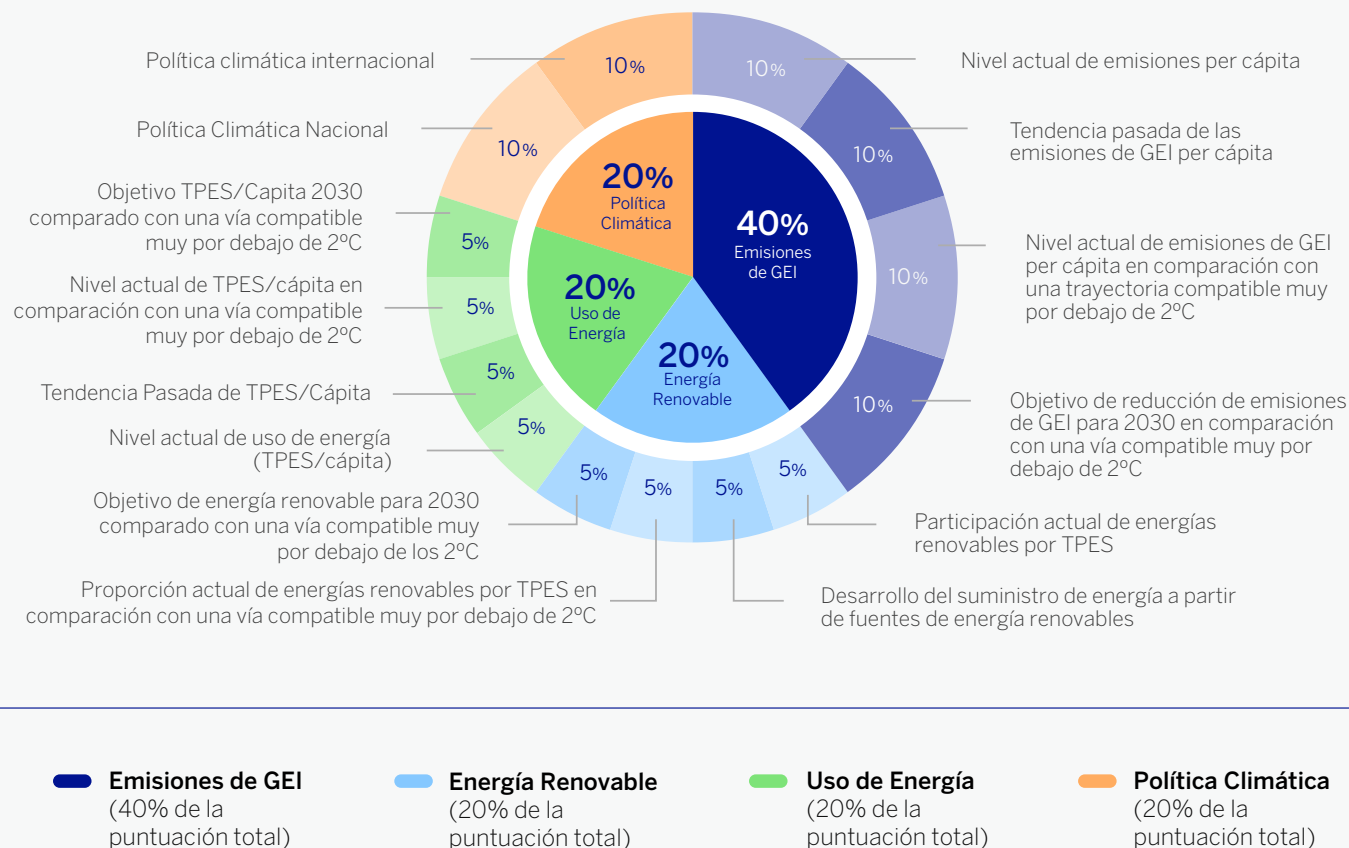 Política climática internacional
Política Climática Nacional
Objetivo TPES/Capita 2030
comparado con una vía compatible
muy por debajo de 2ºC
Nivel actual de TPES/cápita en
comparación con una vía compatible
muy por debajo de 2ºC
Tendencia Pasada de TPES/Cápita
Nivel actual de uso de energía
(TPES/cápita)
Objetivo de energía renovable para 2030
comparado con una vía compatible muy
por debajo de los 2ºC
Proporción actual de energías renovables por TPES en
comparación con una vía compatible muy por debajo de 2ºC
10%
10%
5%
5%
5%
5%
5%
5%
5%
5%
10%
10%
10%
10%
20%
Política
Climática
20%
Uso de
Energía
20%
Energía
Renovable
40%
Emisiones
de GEI
Nivel actual de emisiones per cápita
Tendencia pasada de las
emisiones de GEI per cápita
Nivel actual de emisiones de GEI
per cápita en comparación con
una trayectoria compatible muy
por debajo de 2ºC
Objetivo de reducción de emisiones
de GEI para 2030 en comparación
con una vía compatible muy por
debajo de 2ºC
Participación actual de energías
renovables por TPES
Desarrollo del suministro de energía a partir
de fuentes de energía renovables
Emisiones de GEI
(40% de la
puntuación total)
Energía Renovable
(20% de la
puntuación total)
Uso de Energía
(20% de la
puntuación total)
Política Climática
(20% de la
puntuación total)